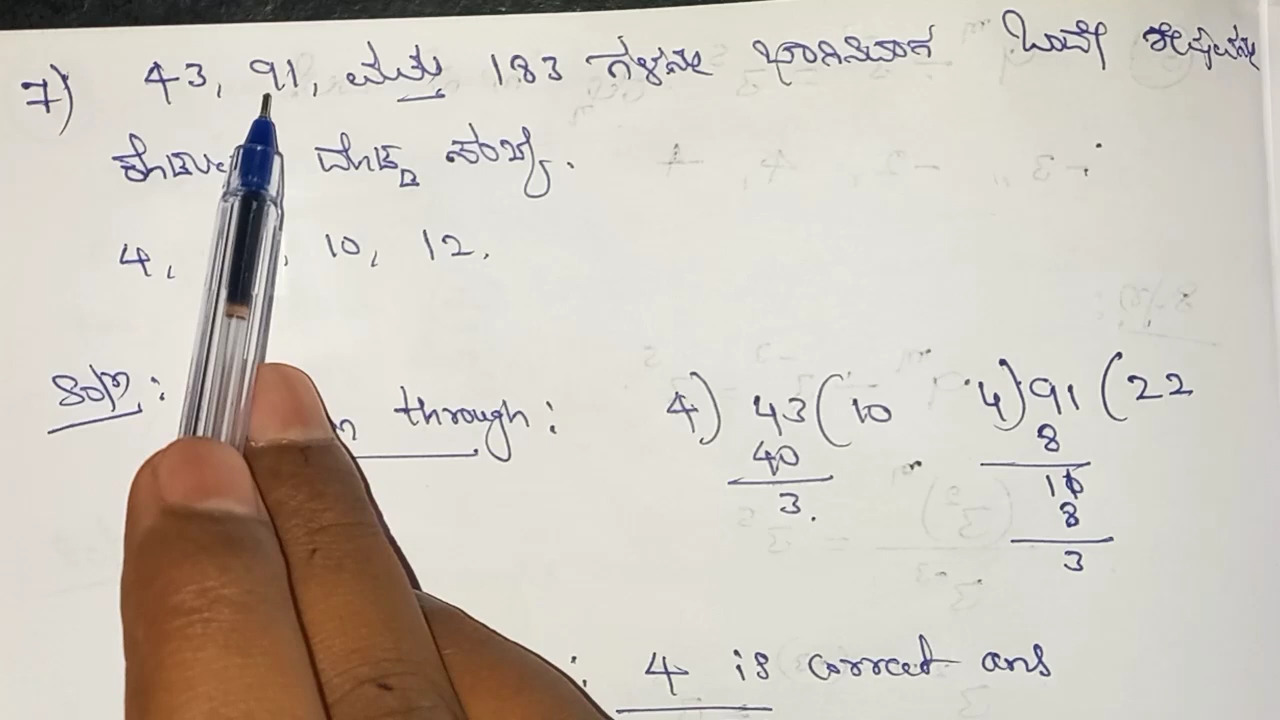 7) 43, 91, ಮತ್ತು 183 ಗಳನ್ನು ಭಾಗಿಸಿದಾಗ ಒಂದೇ ಶೇಷವನ್ನು
ದೊಡ್ಡ ಸಂಖ್ಯೆ.
4, 10, 12.
Soln: through:
4) 43 ( 10
40
3.
4) 91 ( 22
8
11
8
3
: 4 is correct ans